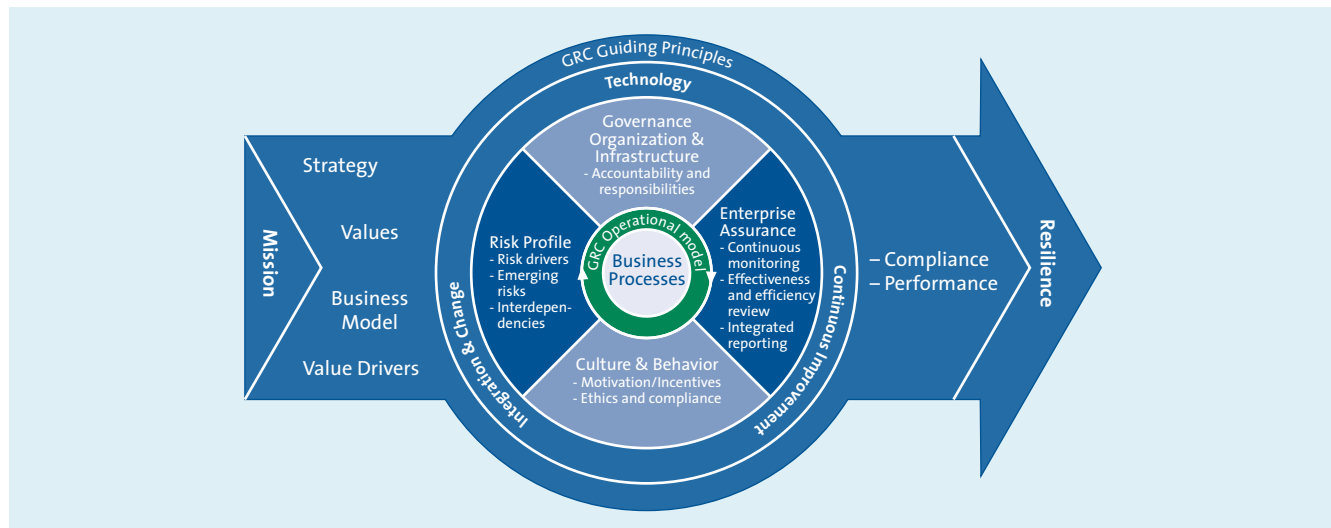 GRC Guiding Principles
Technology
Governance
Organization &
Infrastructure
- Accountability and
responsibilities
Mission
Strategy
Values
Business
Model
Value Drivers
Integration & Change
Risk Profile
- Risk drivers
- Emerging
risks
- Interdepen-
dencies
GRC Operational model
Business
Processes
Enterprise
Assurance
- Continuous
monitoring
- Effectiveness
and efficiency
review
- Integrated
reporting
Culture & Behavior
- Motivation/Incentives
- Ethics and compliance
Continuous Improvement
– Compliance
– Performance
Resilience